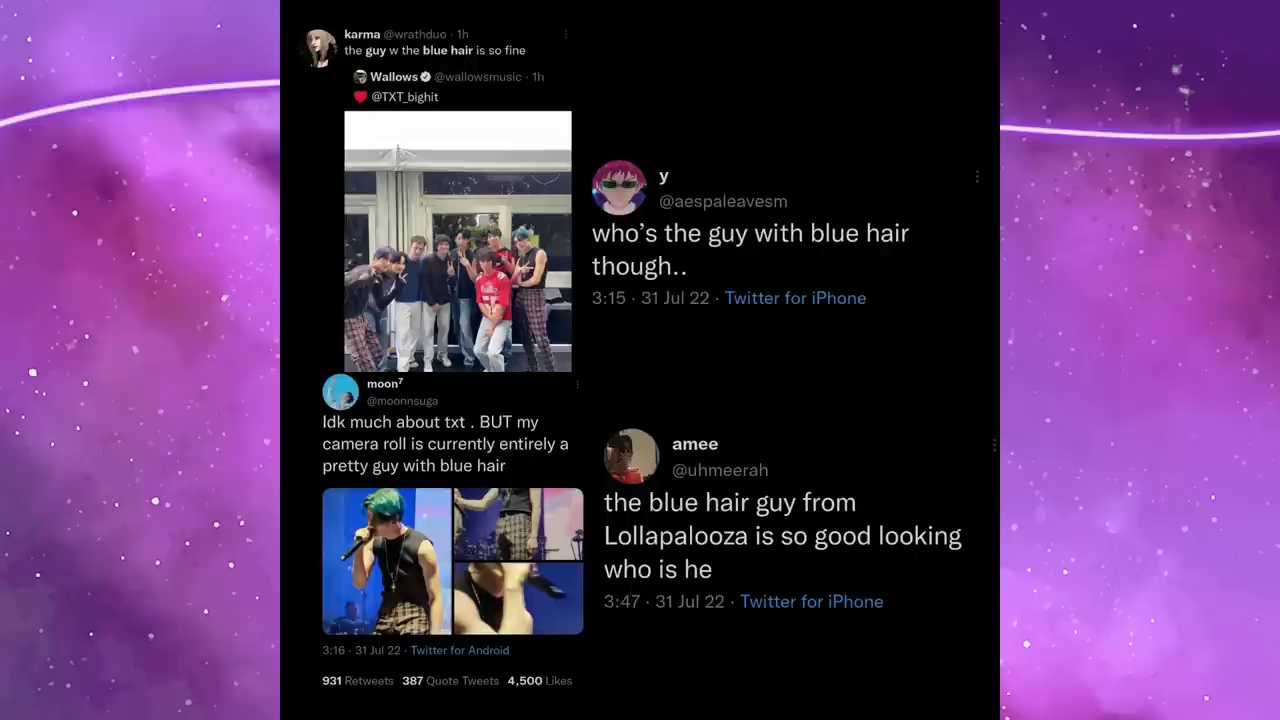 karma @wrathduo · 1h
the guy w the blue hair is so fine
Wallows @wallowsmusic · 1h
❤️ @TXT_bighit
y
@aespaleavesm
who's the guy with blue hair
though..
3:15 · 31 Jul 22 · Twitter for iPhone
moon⁷
@moonnsuga
Idk much about txt . BUT my
camera roll is currently entirely a
pretty guy with blue hair
3:16 · 31 Jul 22 · Twitter for Android
931 Retweets 387 Quote Tweets 4,500 Likes
amee
@uhmeerah
the blue hair guy from
Lollapalooza is so good looking
who is he
3:47 · 31 Jul 22 · Twitter for iPhone